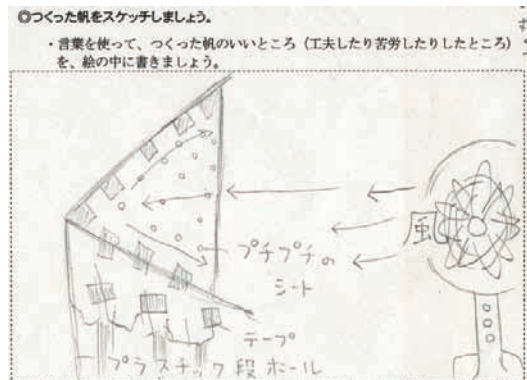 ◎つくった帆をスケッチしましょう。
・言葉を使って、つくった帆のいいところ（工夫したり苦労したりしたところ）
を、絵の中に書きましょう。
風
プチプチの
シート
テープ
プラスチック段ボール